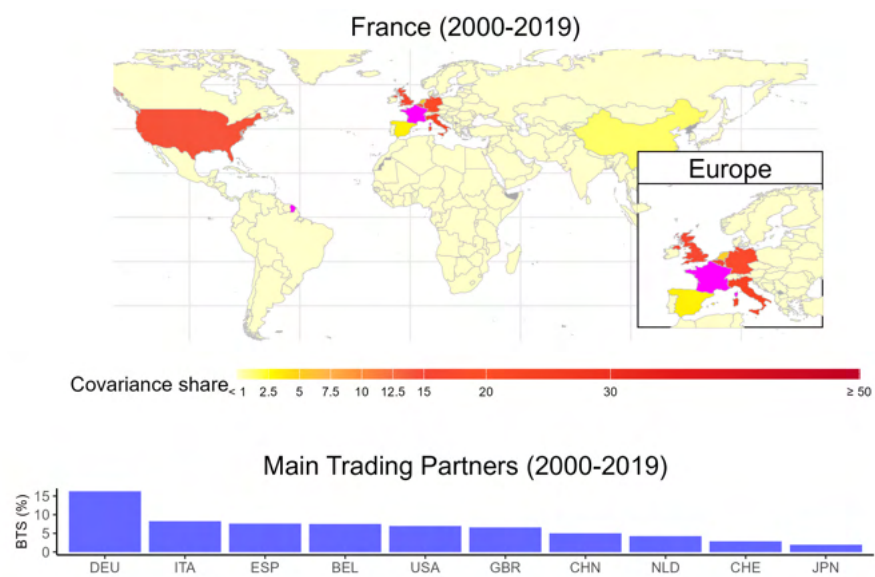 France (2000-2019)
Europe
Covariance share
< 1 2.5 5 7.5 10 12.5 15 20 30 ≥ 50
Main Trading Partners (2000-2019)
BTS (%)
15
10
5
0
DEU ITA ESP BEL USA GBR CHN NLD CHE JPN